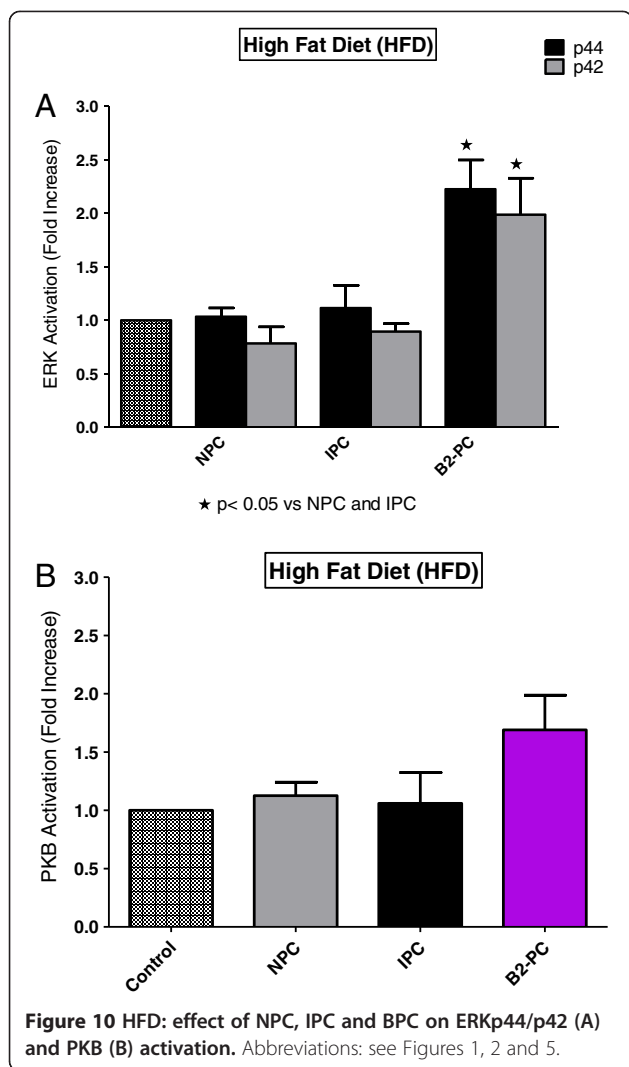 High Fat Diet (HFD)
p44
p42
A
ERK Activation (Fold Increase)
3.0
2.5
2.0
1.5
1.0
0.5
0.0
NPC
IPC
B2-PC
★ ★
★ p< 0.05 vs NPC and IPC
B
High Fat Diet (HFD)
PKB Activation (Fold Increase)
3.0
2.5
2.0
1.5
1.0
0.5
0.0
Control
NPC
IPC
B2-PC
Figure 10 HFD: effect of NPC, IPC and BPC on ERKp44/p42 (A)
and PKB (B) activation. Abbreviations: see Figures 1, 2 and 5.